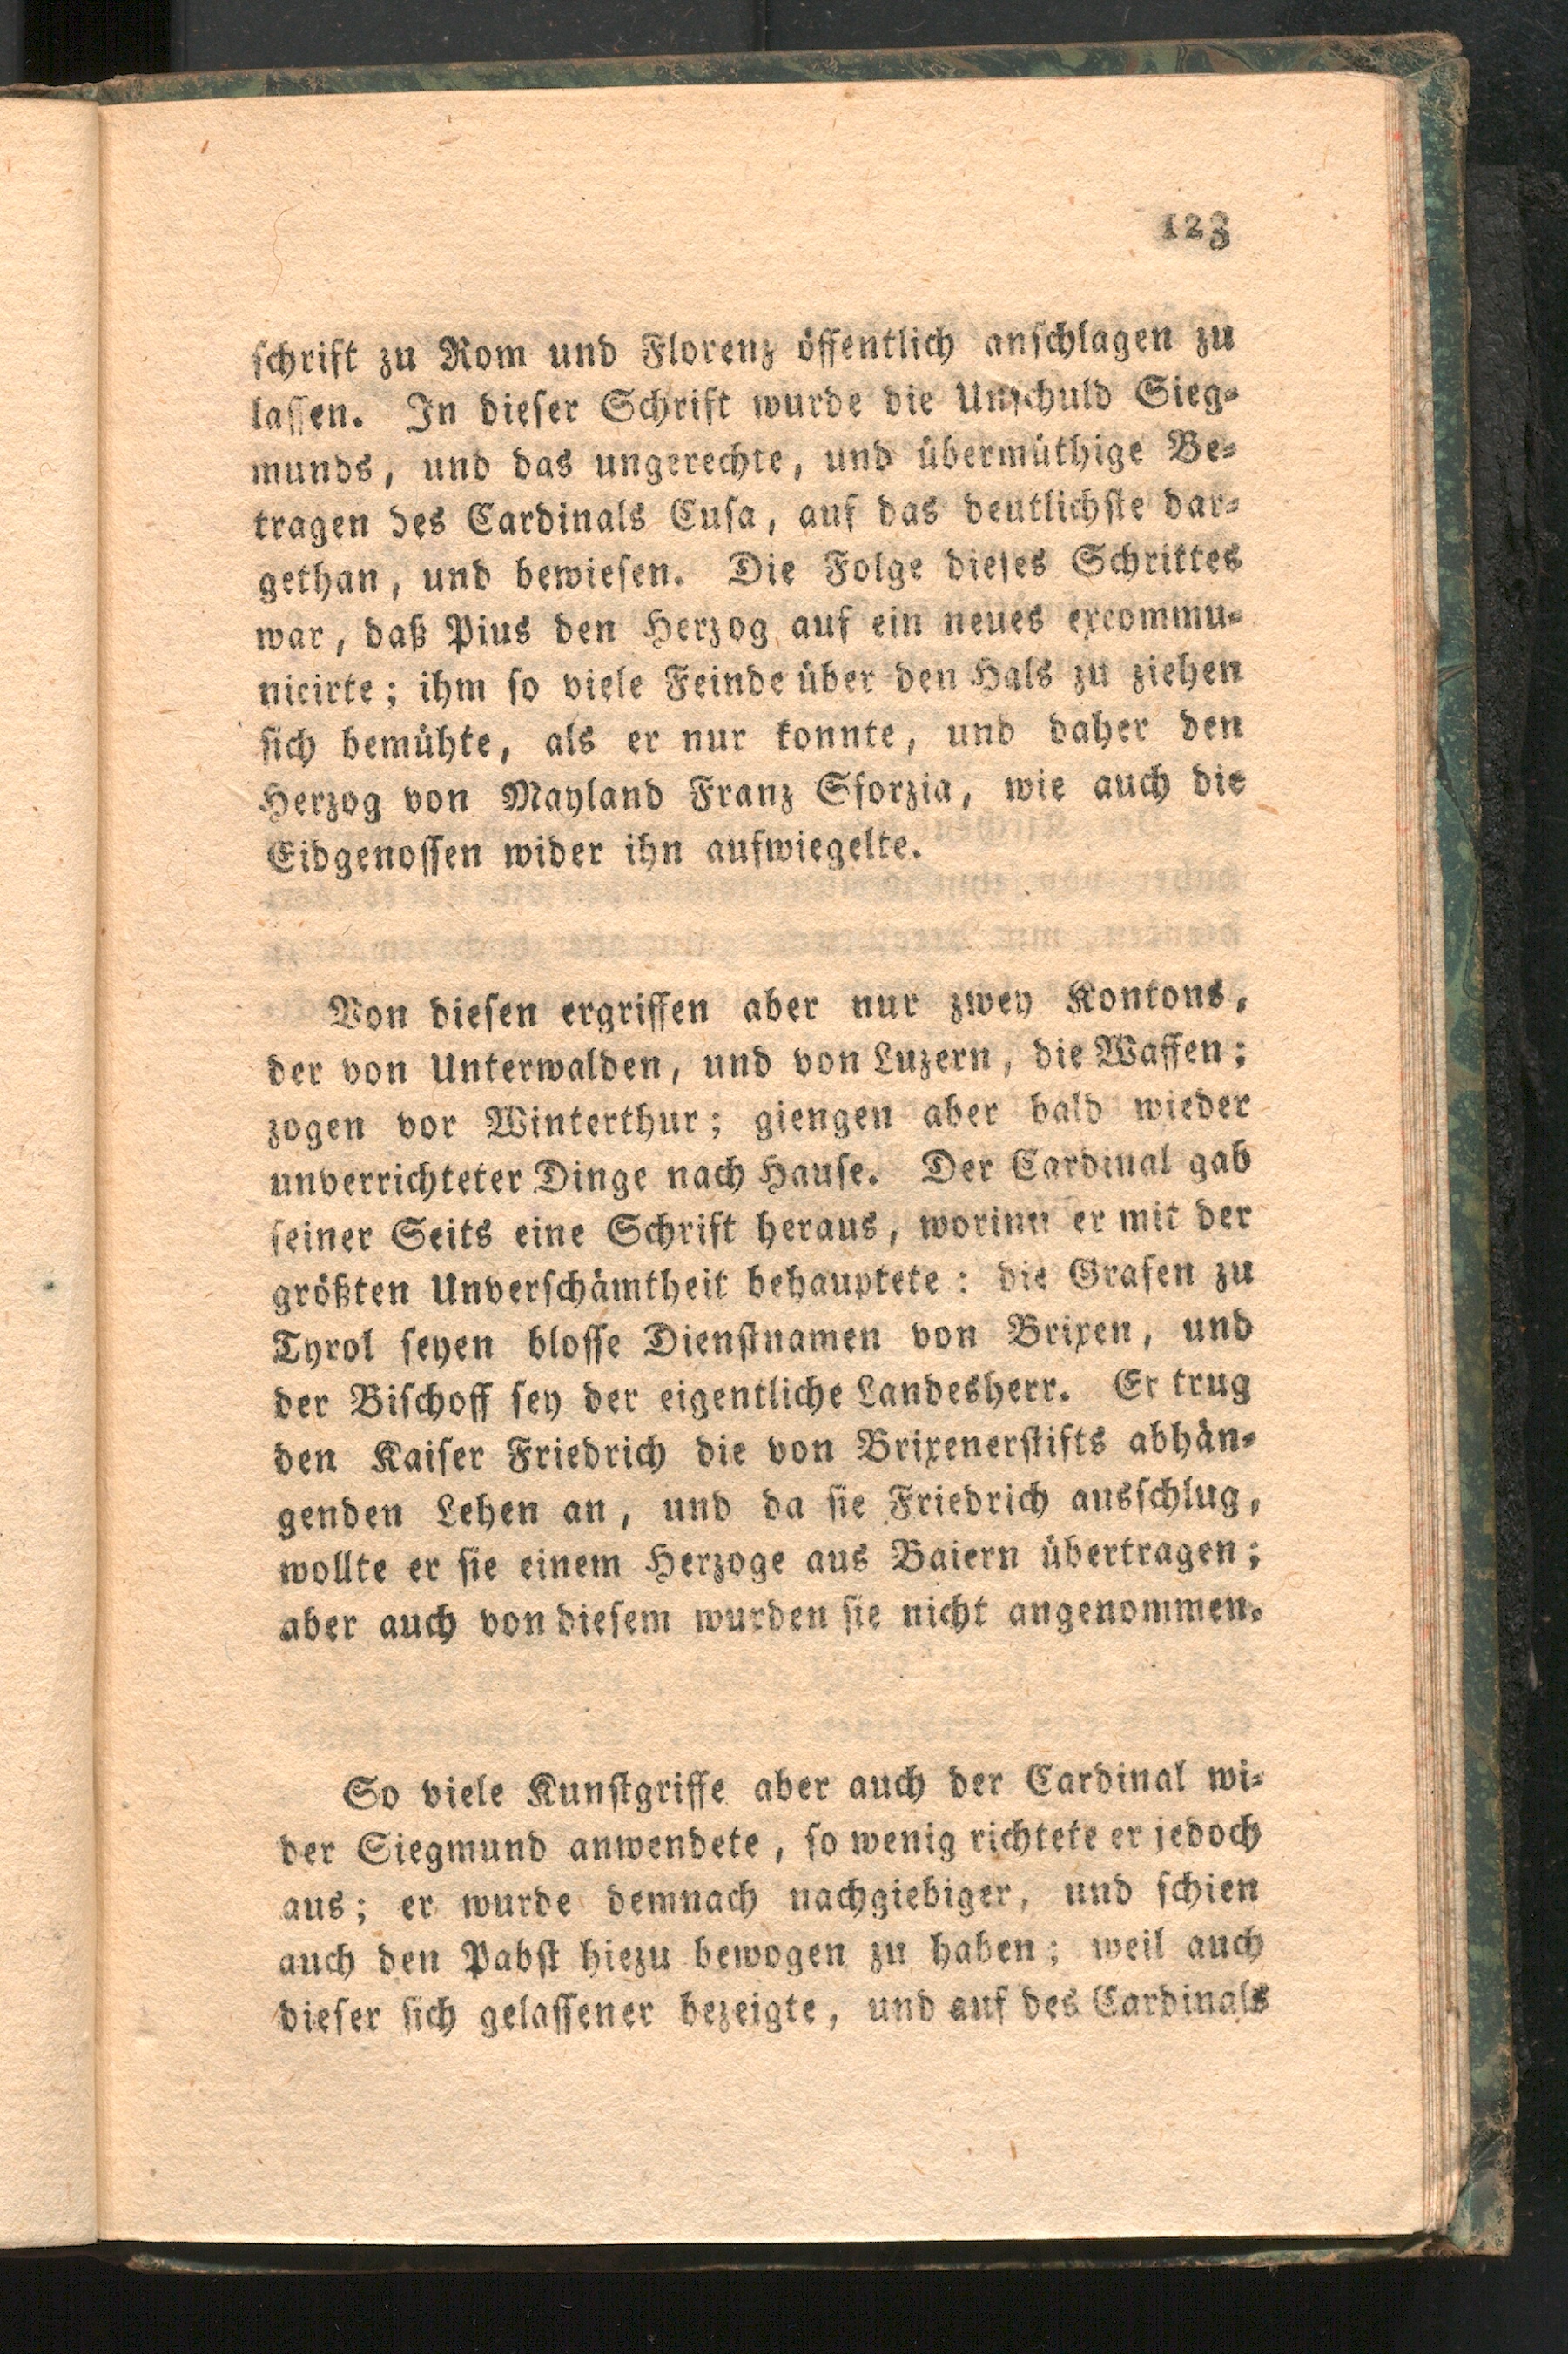 123
schrift zu Rom und Florenz öffentlich anschlagen zu
lassen. In dieser Schrift wurde die Unschuld Sieg-
munds, und das ungerechte, und übermüthige Be-
tragen des Cardinals Cusa, auf das deutlichste dar-
gethan, und bewiesen. Die Folge dieses Schrittes
war, daß Pius den Herzog auf ein neues excommu-
nicirte; ihm so viele Feinde über den Hals zu ziehen
sich bemühte, als er nur konnte, und daher den
Herzog von Mayland Franz Sforzia, wie auch die
Eidgenossen wider ihn aufwiegelte.
Von diesen ergriffen aber nur zwey Kontons,
der von Unterwalden, und von Luzern, die Waffen;
zogen vor Winterthur; giengen aber bald wieder
unverrichteter Dinge nach Hause. Der Cardinal gab
seiner Seits eine Schrift heraus, worinn er mit der
größten Unverschämtheit behauptete: die Grafen zu
Tyrol seyen blosse Dienstnamen von Brixen, und
der Bischoff sey der eigentliche Landesherr. Er trug
den Kaiser Friedrich die von Brixenerstifts abhän-
genden Lehen an, und da sie Friedrich ausschlug,
wollte er sie einem Herzoge aus Baiern übertragen;
aber auch von diesem wurden sie nicht angenommen.
So viele Kunstgriffe aber auch der Cardinal wi-
der Siegmund anwendete, so wenig richtete er jedoch
aus; er wurde demnach nachgiebiger, und schien
auch den Pabst hiezu bewogen zu haben; weil auch
dieser sich gelassener bezeigte, und auf des Cardinals